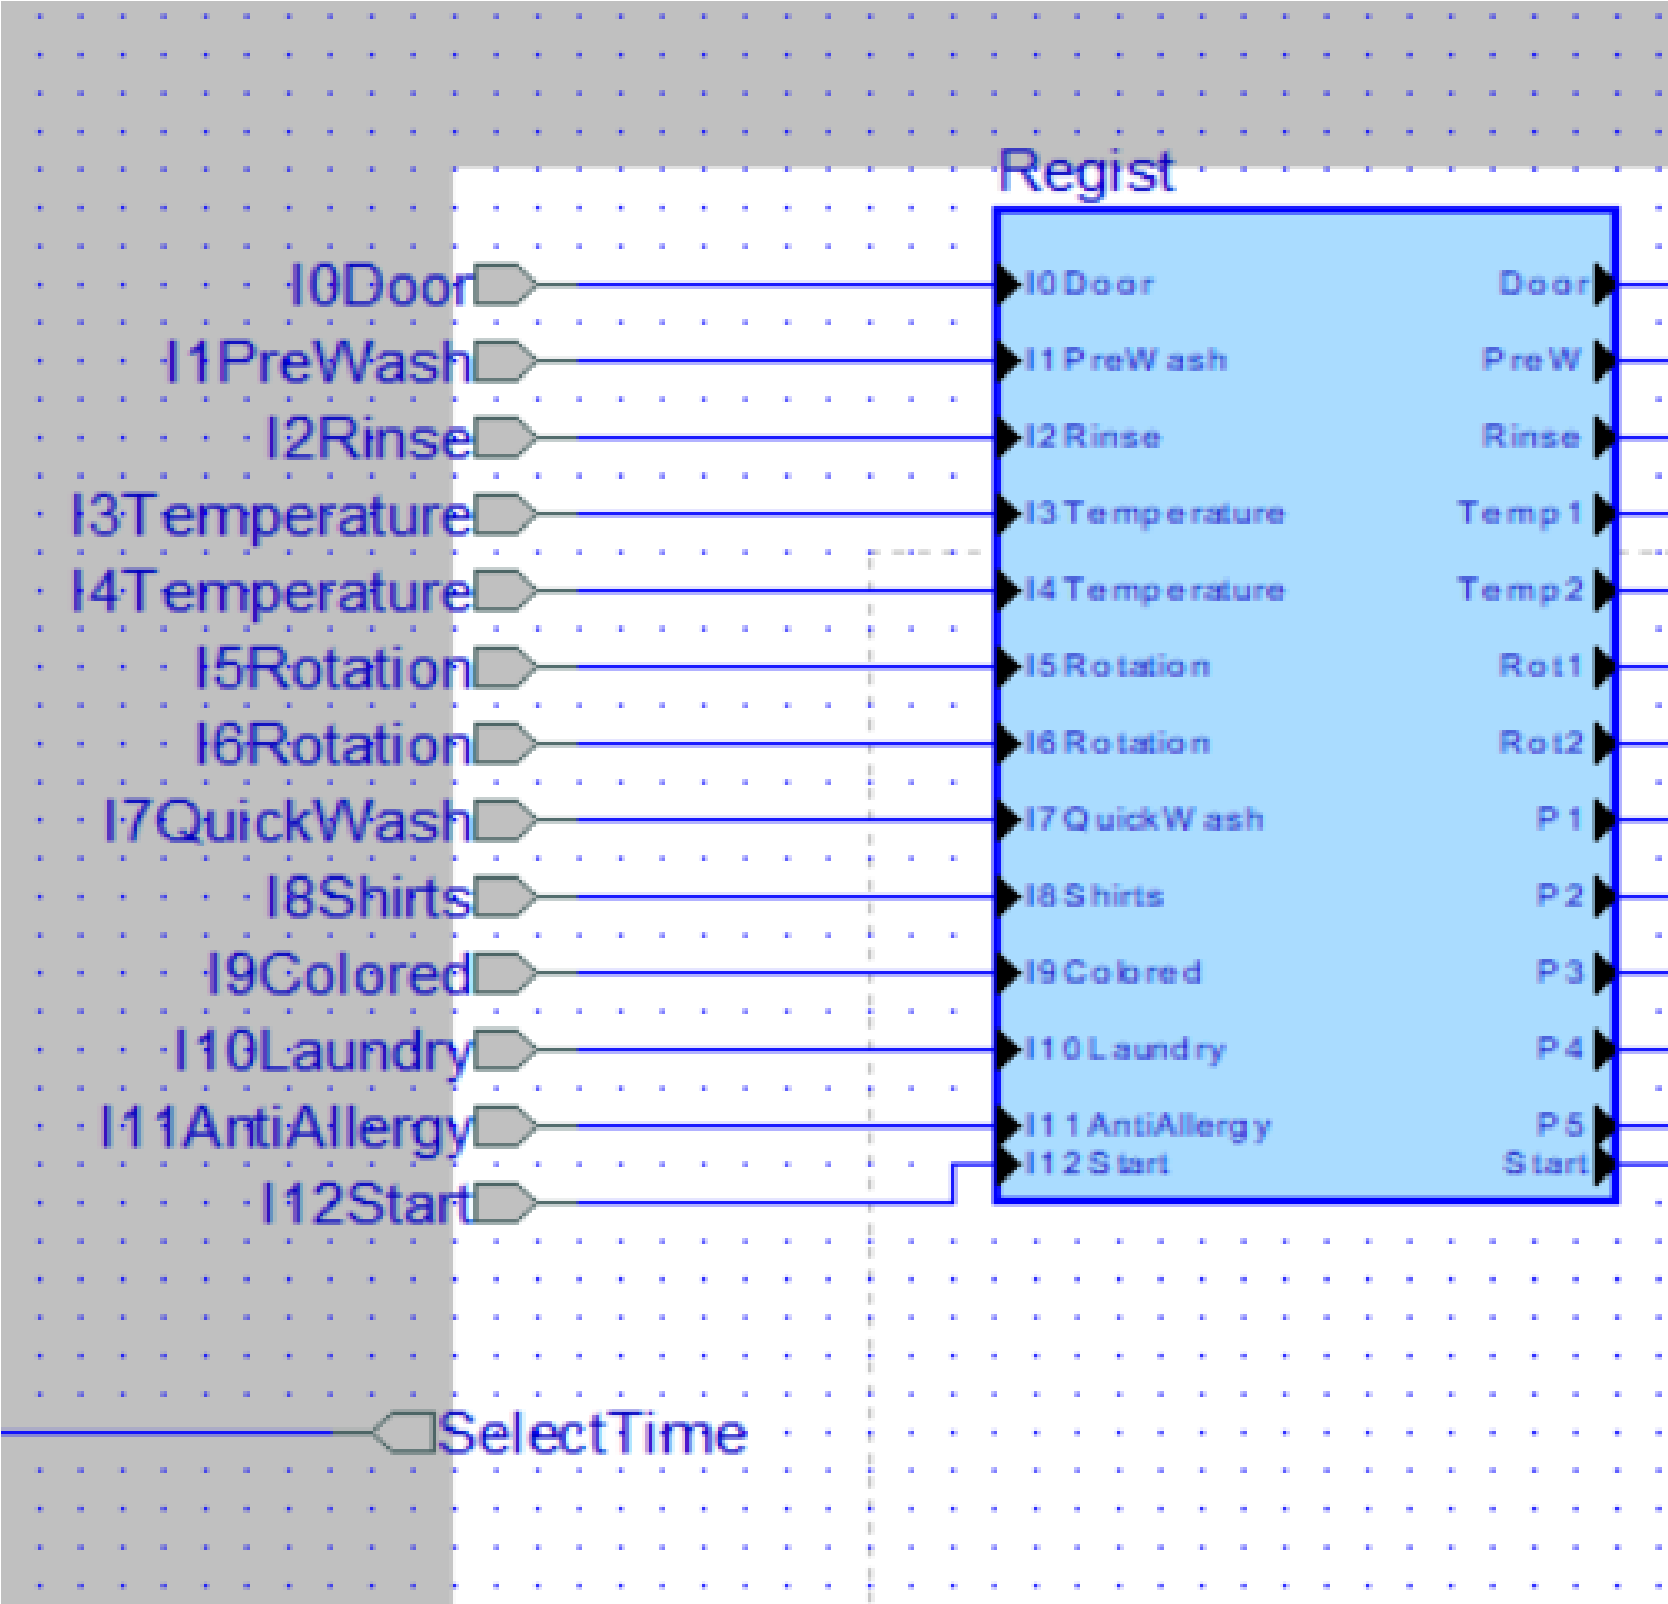 Regist
I0Door I0Door Door
I1PreWash I1PreWash PreW
I2Rinse I2Rinse Rinse
I3Temperature I3Temperature Temp1
I4Temperature I4Temperature Temp2
I5Rotation I5Rotation Rot1
I6Rotation I6Rotation Rot2
I7QuickWash I7QuickWash P1
I8Shirts I8Shirts P2
I9Colored I9Colored P3
I10Laundry I10Laundry P4
I11AntiAllergy I11AntiAllergy P5
I12Start I12Start Start
SelectTime